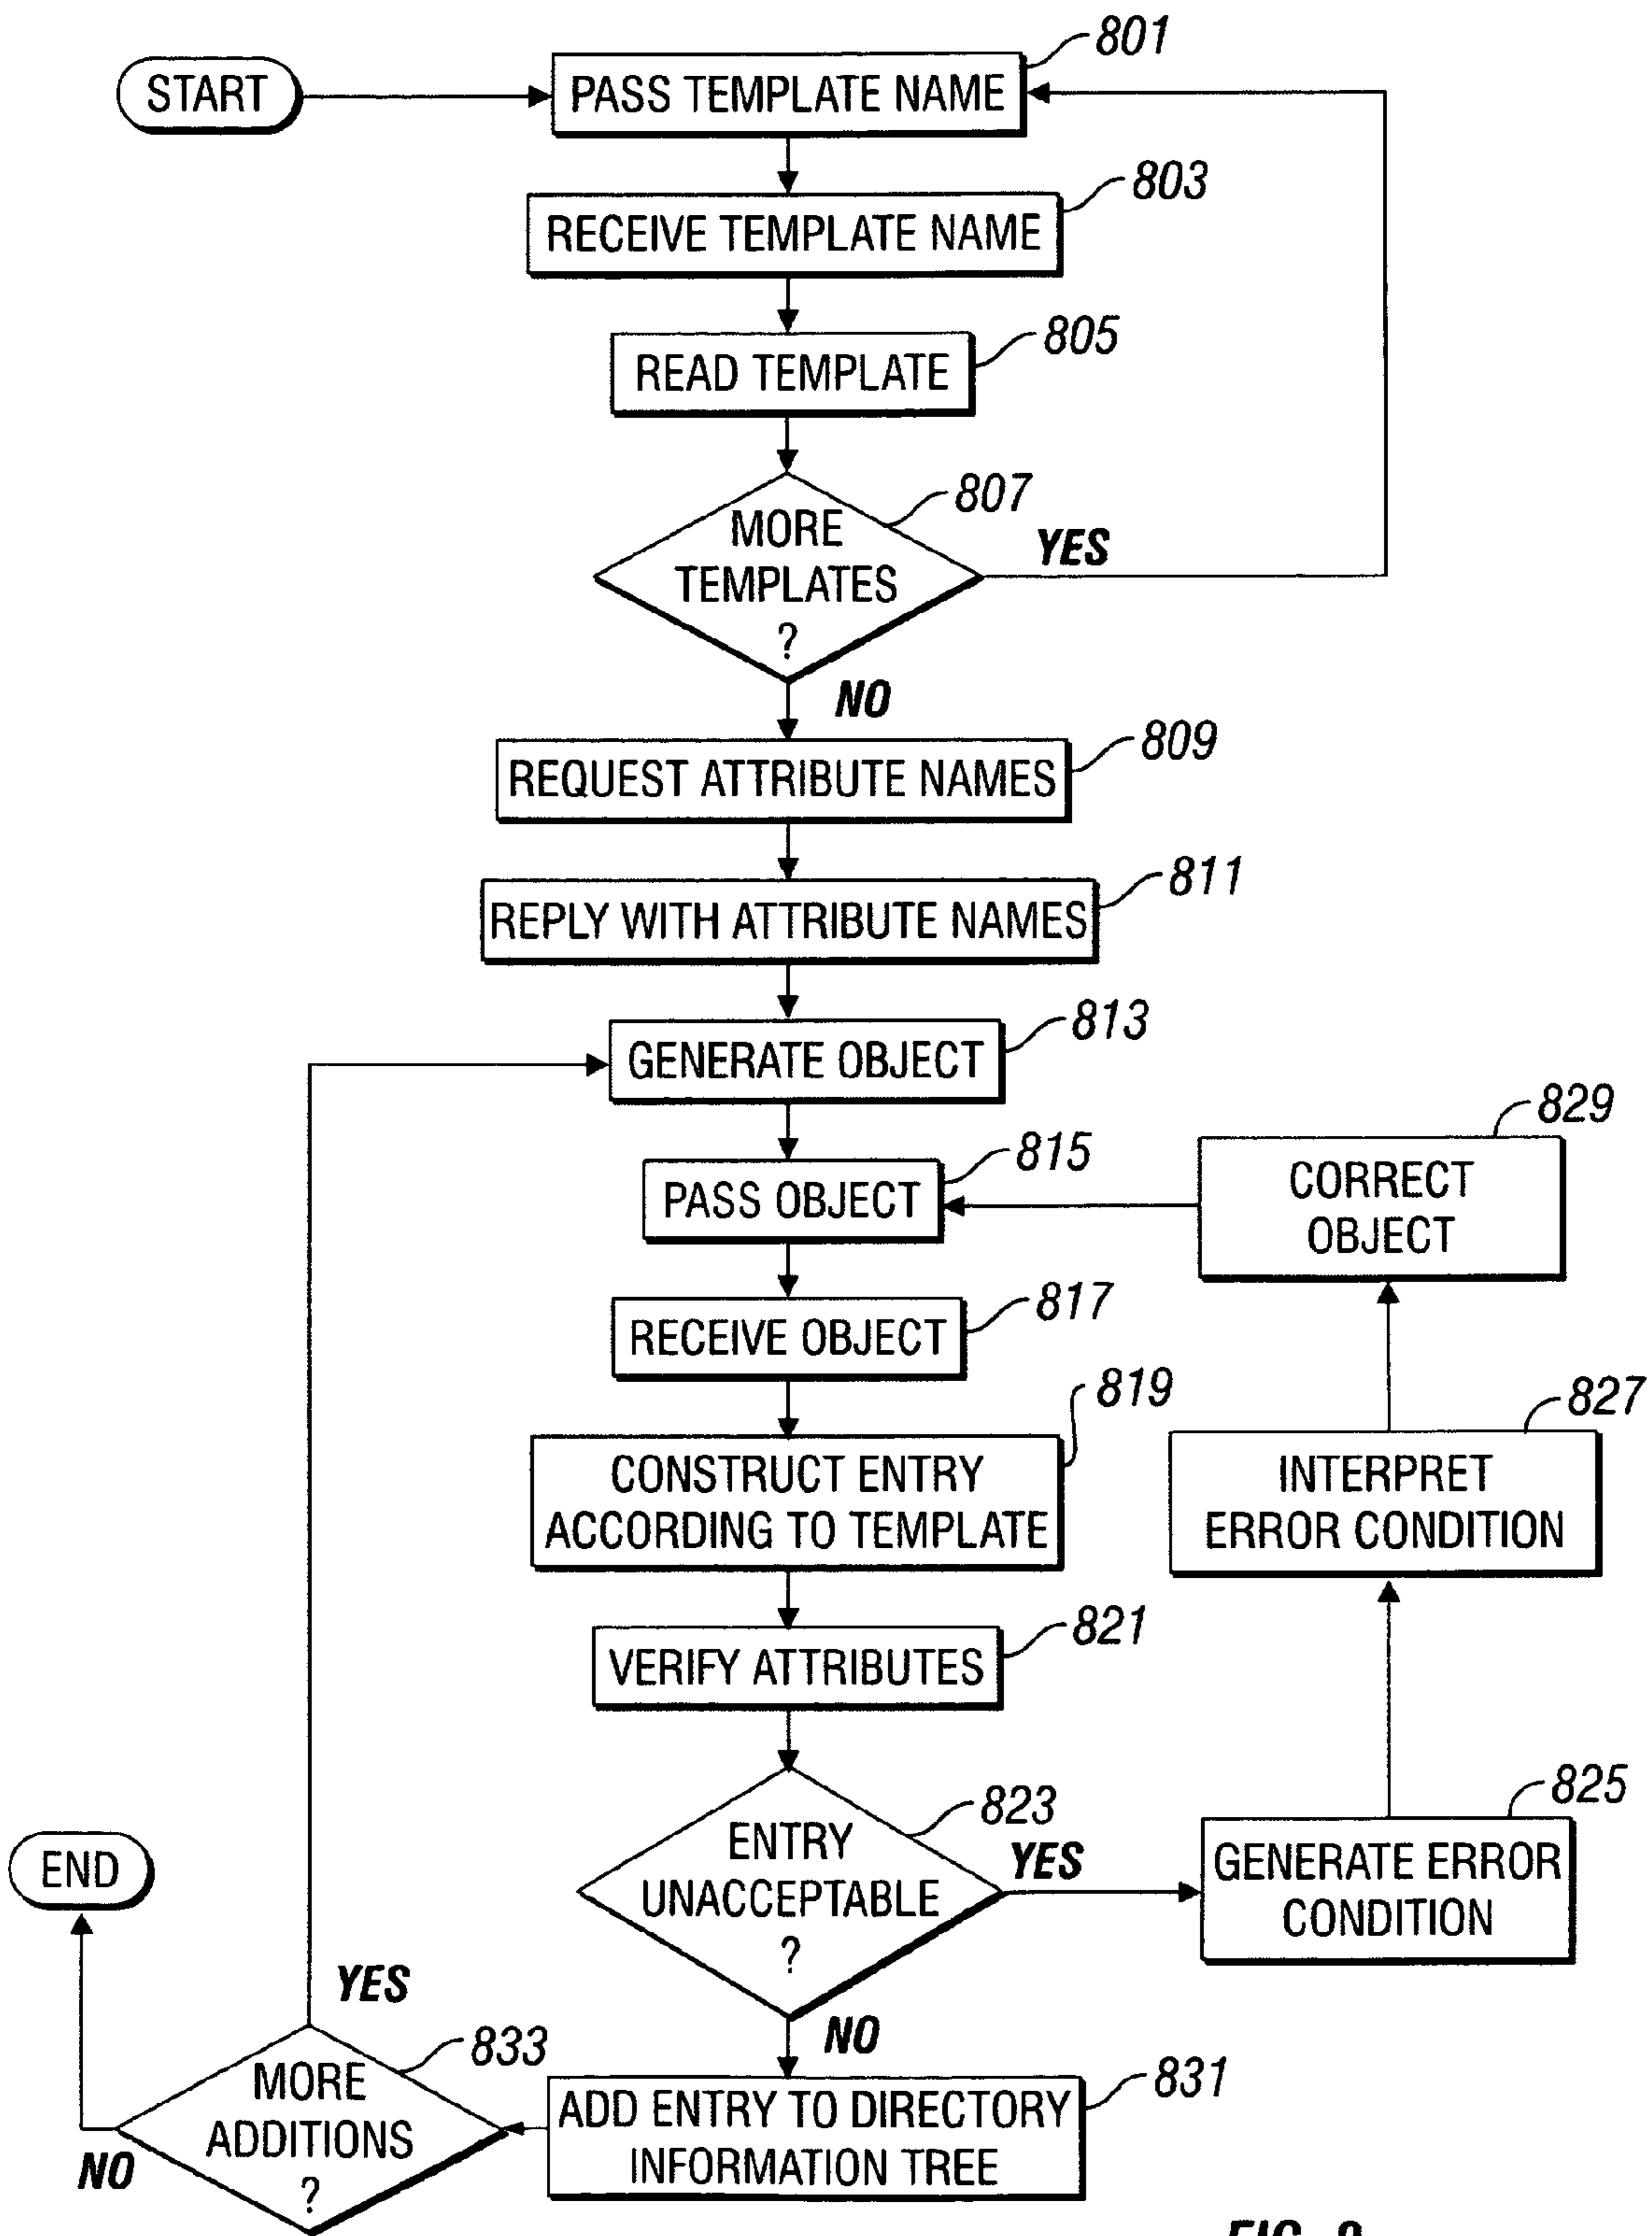 801
START
PASS TEMPLATE NAME
803
RECEIVE TEMPLATE NAME
805
READ TEMPLATE
807
MORE
TEMPLATES
?
YES
NO
809
REQUEST ATTRIBUTE NAMES
811
REPLY WITH ATTRIBUTE NAMES
813
GENERATE OBJECT
815
PASS OBJECT
829
CORRECT
OBJECT
817
RECEIVE OBJECT
819
CONSTRUCT ENTRY
ACCORDING TO TEMPLATE
827
INTERPRET
ERROR CONDITION
821
VERIFY ATTRIBUTES
823
ENTRY
UNACCEPTABLE
?
YES
825
GENERATE ERROR
CONDITION
END
NO
YES
833
MORE
ADDITIONS
?
NO
831
ADD ENTRY TO DIRECTORY
INFORMATION TREE